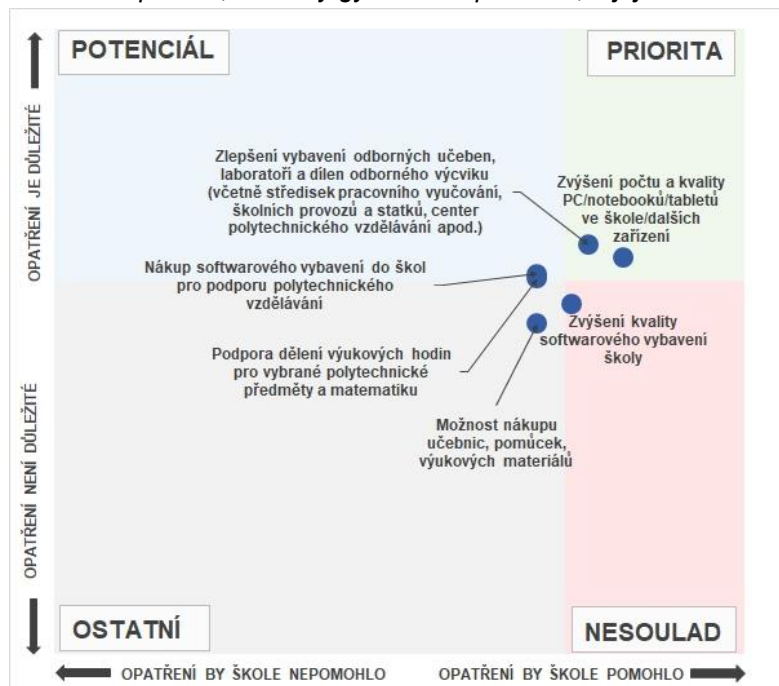 POTENCIÁL
PRIORITA
OPATŘENÍ JE DŮLEŽITÉ
Zlepšení vybavení odborných učeben,
laboratoří a dílen odborného výcviku
(včetně středisek pracovního vyučování,
školních provozů a statků, center
polytechnického vzdělávání apod.)
Zvýšení počtu a kvality
PC/notebooků/tabletů
ve škole/dalších
zařízení
Nákup softwarového vybavení do škol
pro podporu polytechnického
vzdělávání
Zvýšení kvality
softwarového vybavení
školy
Podpora dělení výukových hodin
pro vybrané polytechnické
předměty a matematiku
Možnost nákupu
učebnic, pomůcek,
výukových materiálů
OPATŘENÍ NENÍ DŮLEŽITÉ
OSTATNÍ
NESOULAD
OPATŘENÍ BY ŠKOLE NEPOMOHLO
OPATŘENÍ BY ŠKOLE POMOHLO